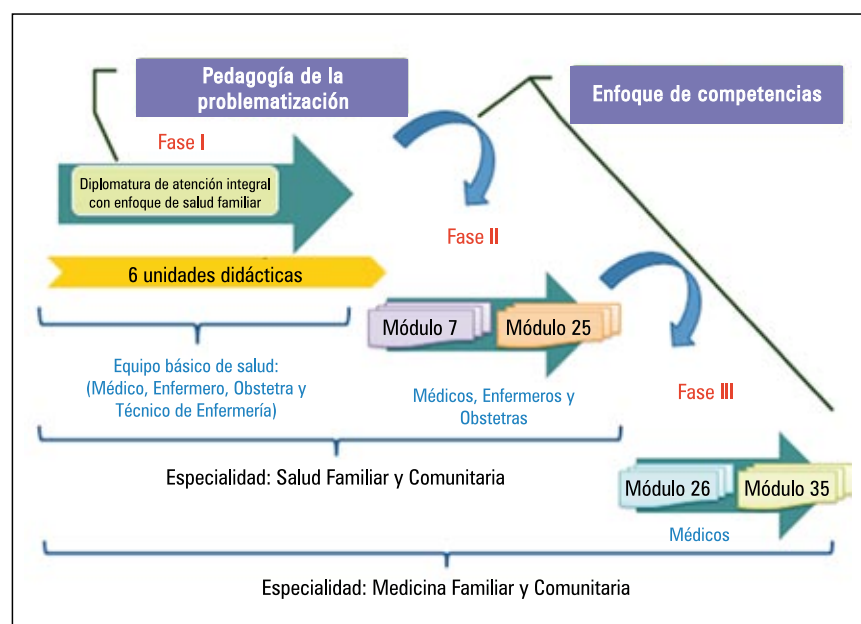 Pedagogía de la
problematización
Enfoque de competencias
Fase I
Diplomatura de atención integral
con enfoque de salud familiar
Fase II
6 unidades didácticas
Módulo 7
Módulo 25
Equipo básico de salud:
(Médico, Enfermero, Obstetra y
Técnico de Enfermería)
Médicos, Enfermeros y
Obstetras
Fase III
Especialidad: Salud Familiar y Comunitaria
Módulo 26
Módulo 35
Médicos
Especialidad: Medicina Familiar y Comunitaria